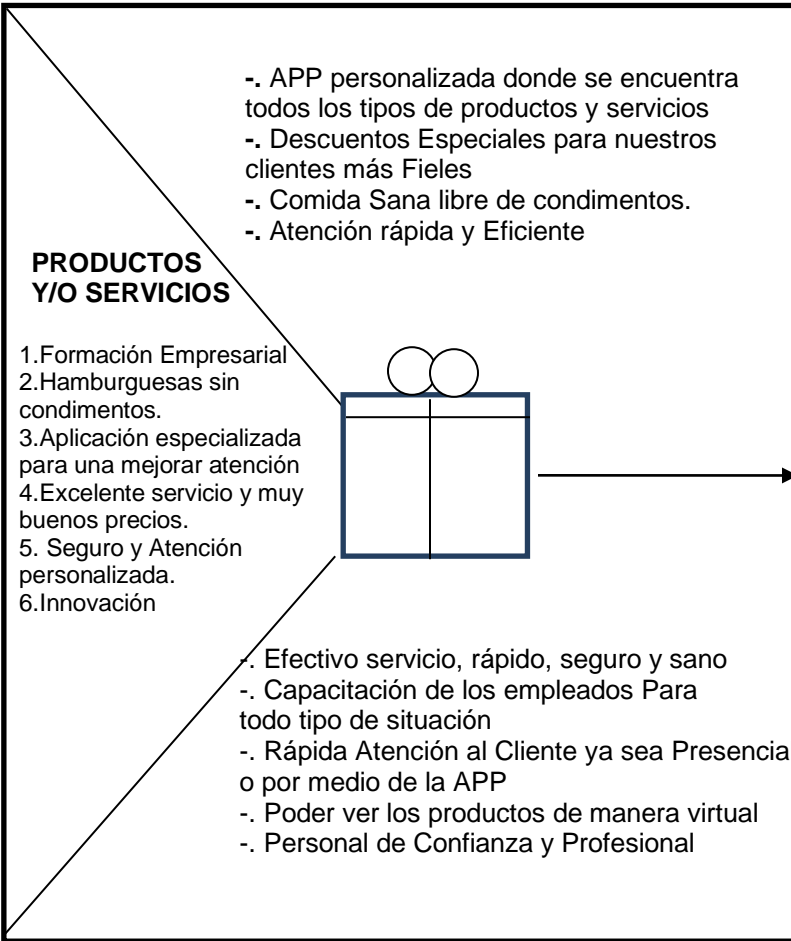 -. APP personalizada donde se encuentra
todos los tipos de productos y servicios
-. Descuentos Especiales para nuestros
clientes más Fieles
-. Comida Sana libre de condimentos.
-. Atención rápida y Eficiente
PRODUCTOS
Y/O SERVICIOS
1.Formación Empresarial
2.Hamburguesas sin
condimentos.
3.Aplicación especializada
para una mejorar atención
4.Excelente servicio y muy
buenos precios.
5. Seguro y Atención
personalizada.
6.Innovación
-. Efectivo servicio, rápido, seguro y sano
-. Capacitación de los empleados Para
todo tipo de situación
-. Rápida Atención al Cliente ya sea Presencia
o por medio de la APP
-. Poder ver los productos de manera virtual
-. Personal de Confianza y Profesional